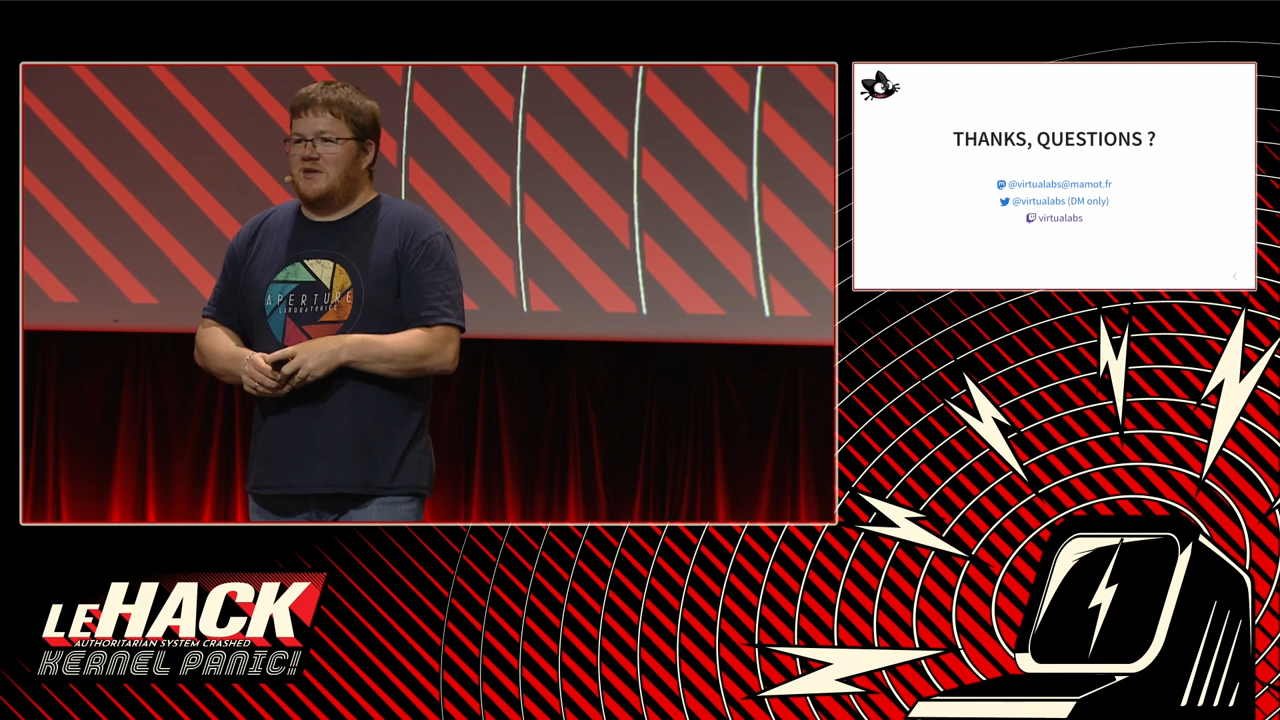 APERTURE
LABORATORIES
THANKS, QUESTIONS ?
@virtualabs@mamot.fr
@virtualabs (DM only)
virtualabs
LEHACK
AUTHORITARIAN SYSTEM CRASHED
KERNEL PANIC!